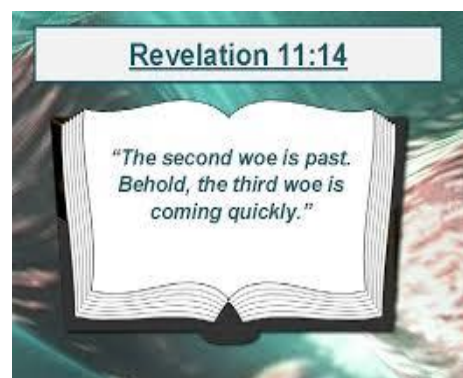 Revelation 11:14
“The second woe is past.
Behold, the third woe is
coming quickly.”